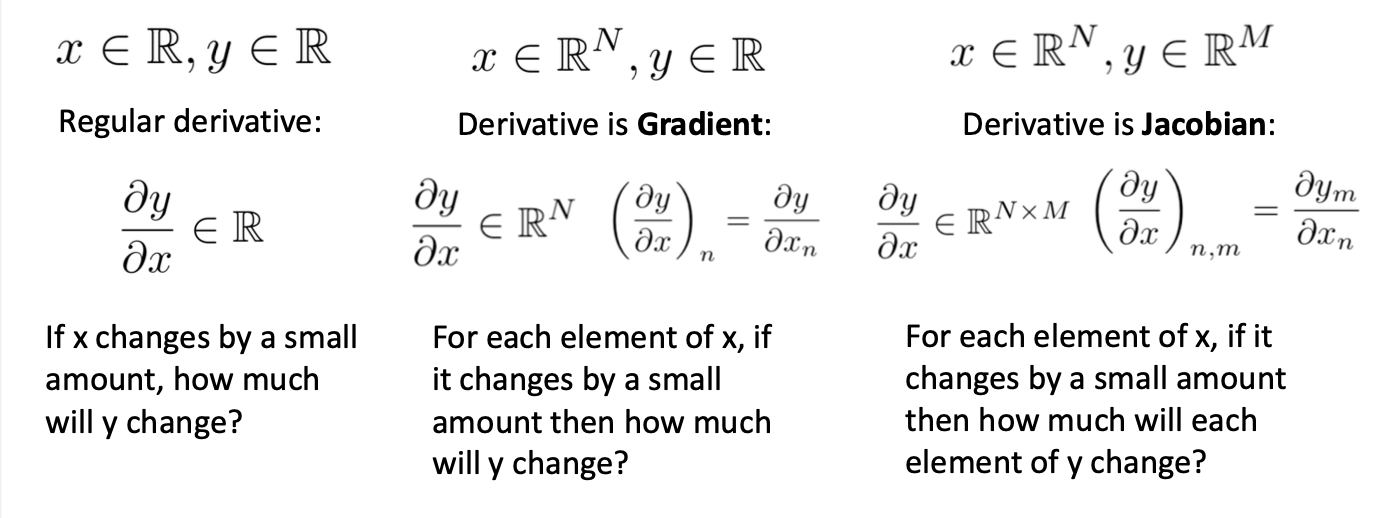 x ∈ ℝ, y ∈ ℝ
Regular derivative:
∂y/∂x ∈ ℝ
If x changes by a small
amount, how much
will y change?
x ∈ ℝ^N, y ∈ ℝ
Derivative is Gradient:
∂y/∂x ∈ ℝ^N (∂y/∂x)_n = ∂y/∂x_n
For each element of x, if
it changes by a small
amount then how much
will y change?
x ∈ ℝ^N, y ∈ ℝ^M
Derivative is Jacobian:
∂y/∂x ∈ ℝ^{N×M} (∂y/∂x)_{n,m} = ∂y_m/∂x_n
For each element of x, if it
changes by a small amount
then how much will each
element of y change?